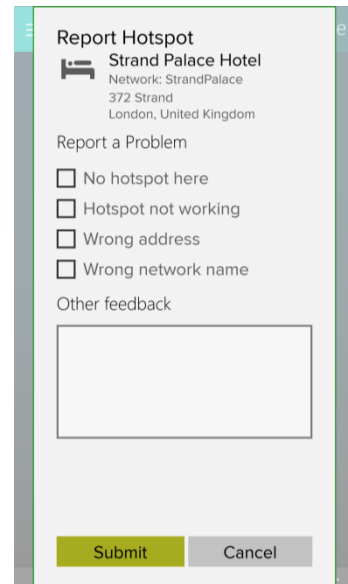 Report Hotspot
Strand Palace Hotel
Network: StrandPalace
372 Strand
London, United Kingdom
Report a Problem
No hotspot here
Hotspot not working
Wrong address
Wrong network name
Other feedback
Submit
Cancel